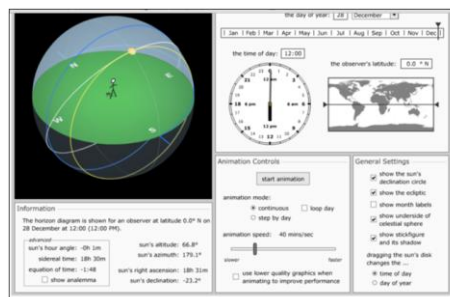 the day of year: 28 December
Jan Feb Mar Apr May Jun Jul Aug Sep Oct Nov Dec
the time of day: 12:00
the observer's latitude: 0.0 ° N
N
E
W
S
12 am
18 6 pm
6 am 6
12 pm
Information
The horizon diagram is shown for an observer at latitude 0.0° N on
28 December at 12:00 (12:00 PM).
advanced
sun's hour angle: -0h 1m
sidereal time: 18h 30m
equation of time: -1:48
show analemma
sun's altitude: 66.8°
sun's azimuth: 179.1°
sun's right ascension: 18h 31m
sun's declination: -23.2°
Animation Controls
start animation
animation mode:
continuous
loop day
step by day
animation speed: 40 mins/sec
slower
faster
use lower quality graphics when
animating to improve performance
General Settings
show the sun's
declination circle
show the ecliptic
show month labels
show underside of
celestial sphere
show stickfigure
and its shadow
dragging the sun's disk
changes the ...
time of day
day of year